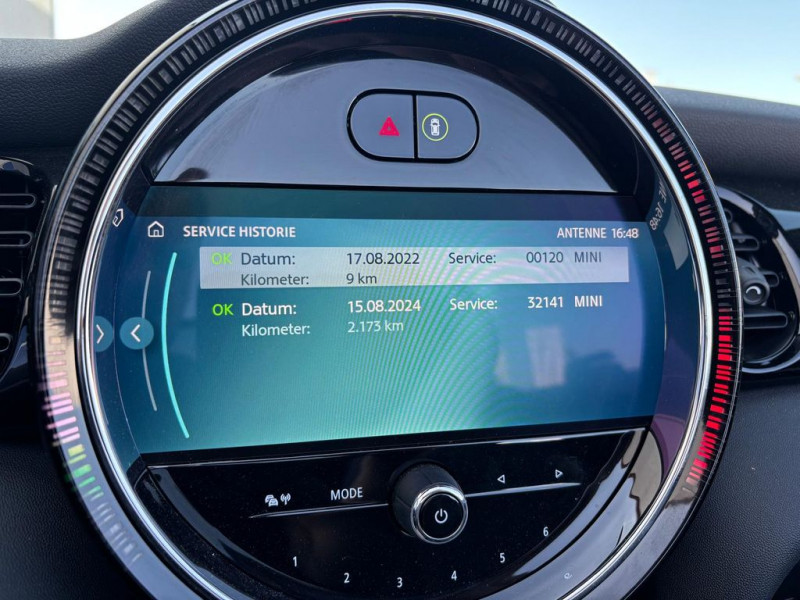 SERVICE HISTORIE ANTENNE 16:48
OK Datum: 17.08.2022 Service: 00120 MINI
Kilometer: 9 km
OK Datum: 15.08.2024 Service: 32141 MINI
Kilometer: 2.173 km
MODE
1 2 3 4 5 6